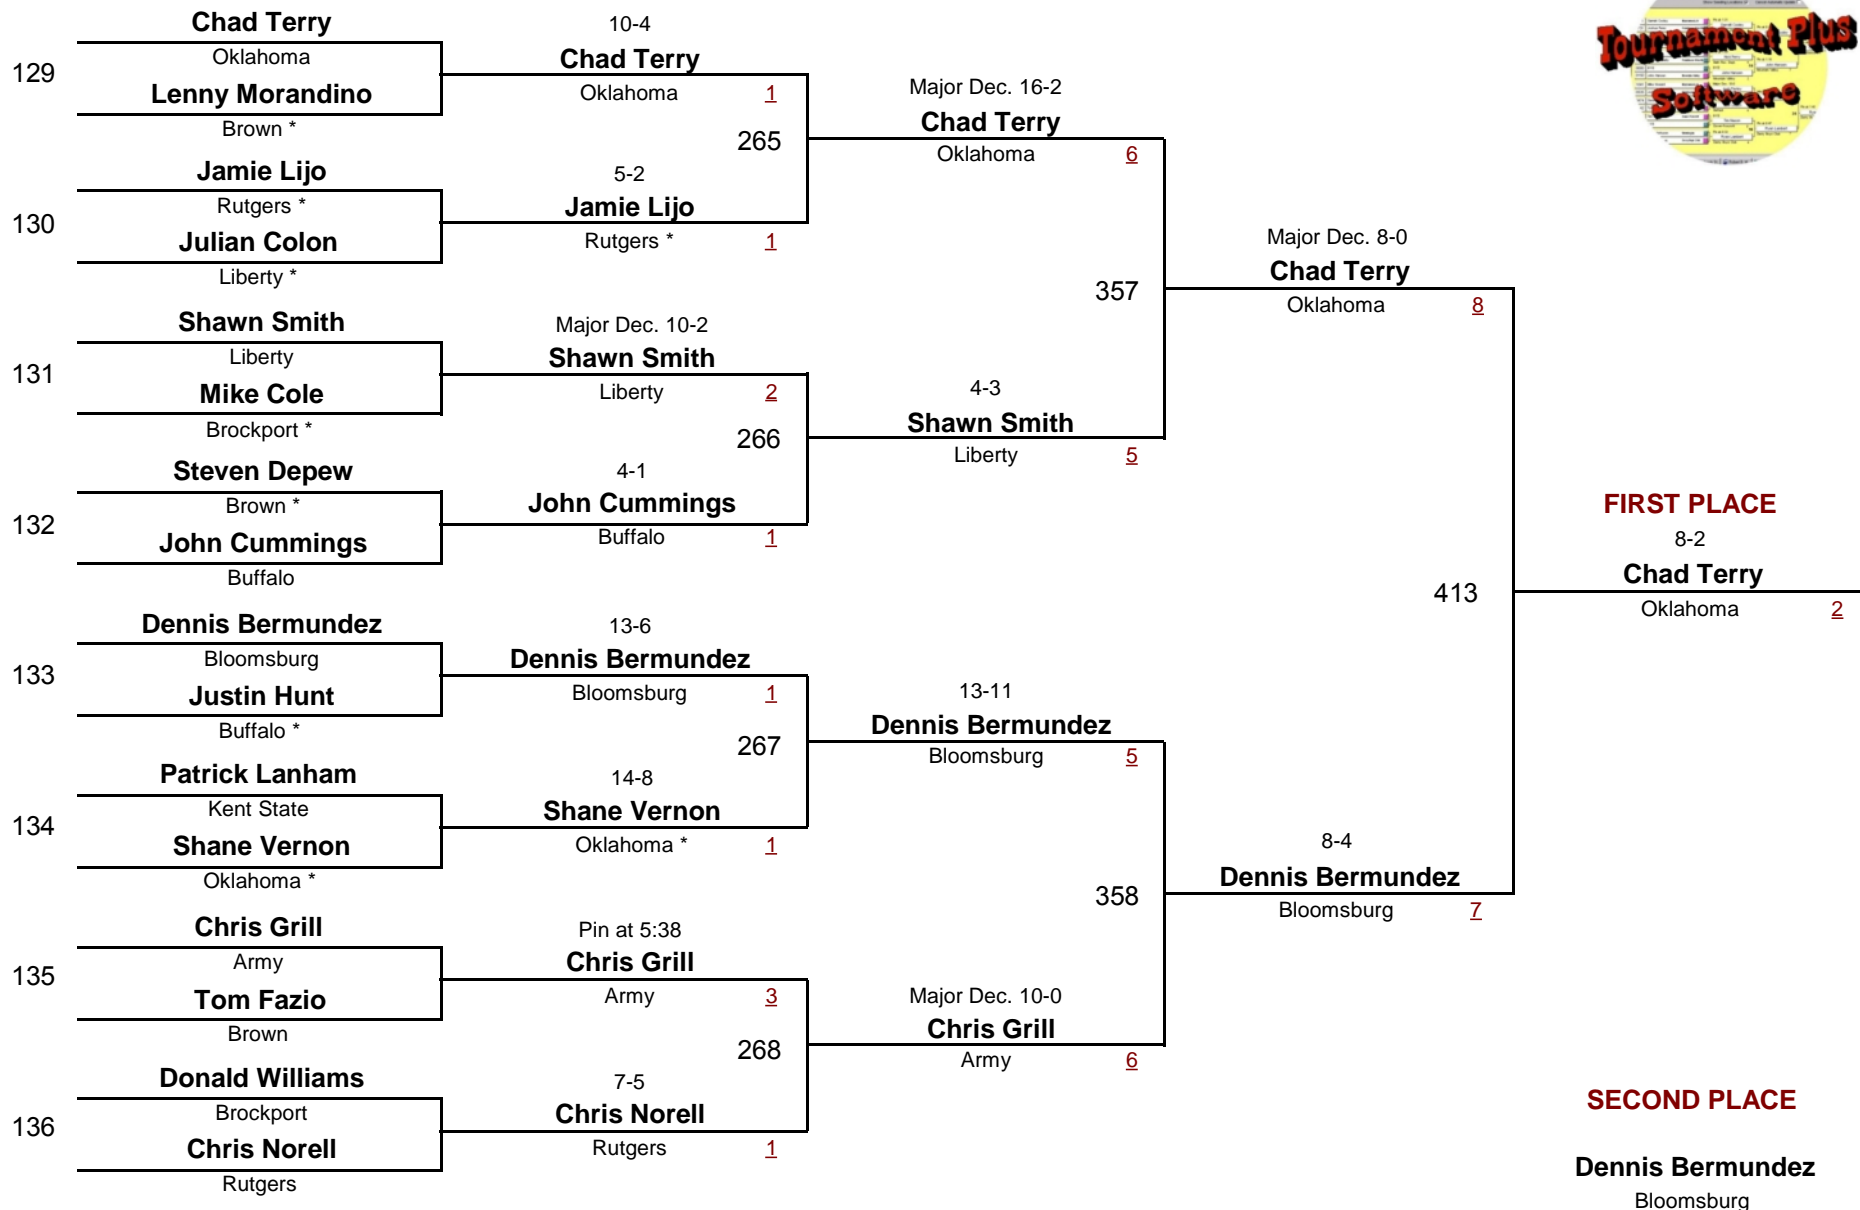 Chad Terry
Oklahoma
129
Lenny Morandino
Brown *
Jamie Lijo
Rutgers *
130
Julian Colon
Liberty *
Shawn Smith
Liberty
131
Mike Cole
Brockport *
Steven Depew
Brown *
132
John Cummings
Buffalo
Dennis Bermundez
Bloomsburg
133
Justin Hunt
Buffalo *
Patrick Lanham
Kent State
134
Shane Vernon
Oklahoma *
Chris Grill
Army
135
Tom Fazio
Brown
Donald Williams
Brockport
136
Chris Norell
Rutgers
10-4
Chad Terry
Oklahoma 1
265
5-2
Jamie Lijo
Rutgers * 1
Major Dec. 10-2
Shawn Smith
Liberty 2
266
4-1
John Cummings
Buffalo 1
13-6
Dennis Bermundez
Bloomsburg 1
267
14-8
Shane Vernon
Oklahoma * 1
Pin at 5:38
Chris Grill
Army 3
268
7-5
Chris Norell
Rutgers 1
Major Dec. 16-2
Chad Terry
Oklahoma 6
357
4-3
Shawn Smith
Liberty 5
13-11
Dennis Bermundez
Bloomsburg 5
358
Major Dec. 10-0
Chris Grill
Army 6
Major Dec. 8-0
Chad Terry
Oklahoma 8
413
8-4
Dennis Bermundez
Bloomsburg 7
Tournament Plus
Software
FIRST PLACE
8-2
Chad Terry
Oklahoma 2
SECOND PLACE
Dennis Bermundez
Bloomsburg